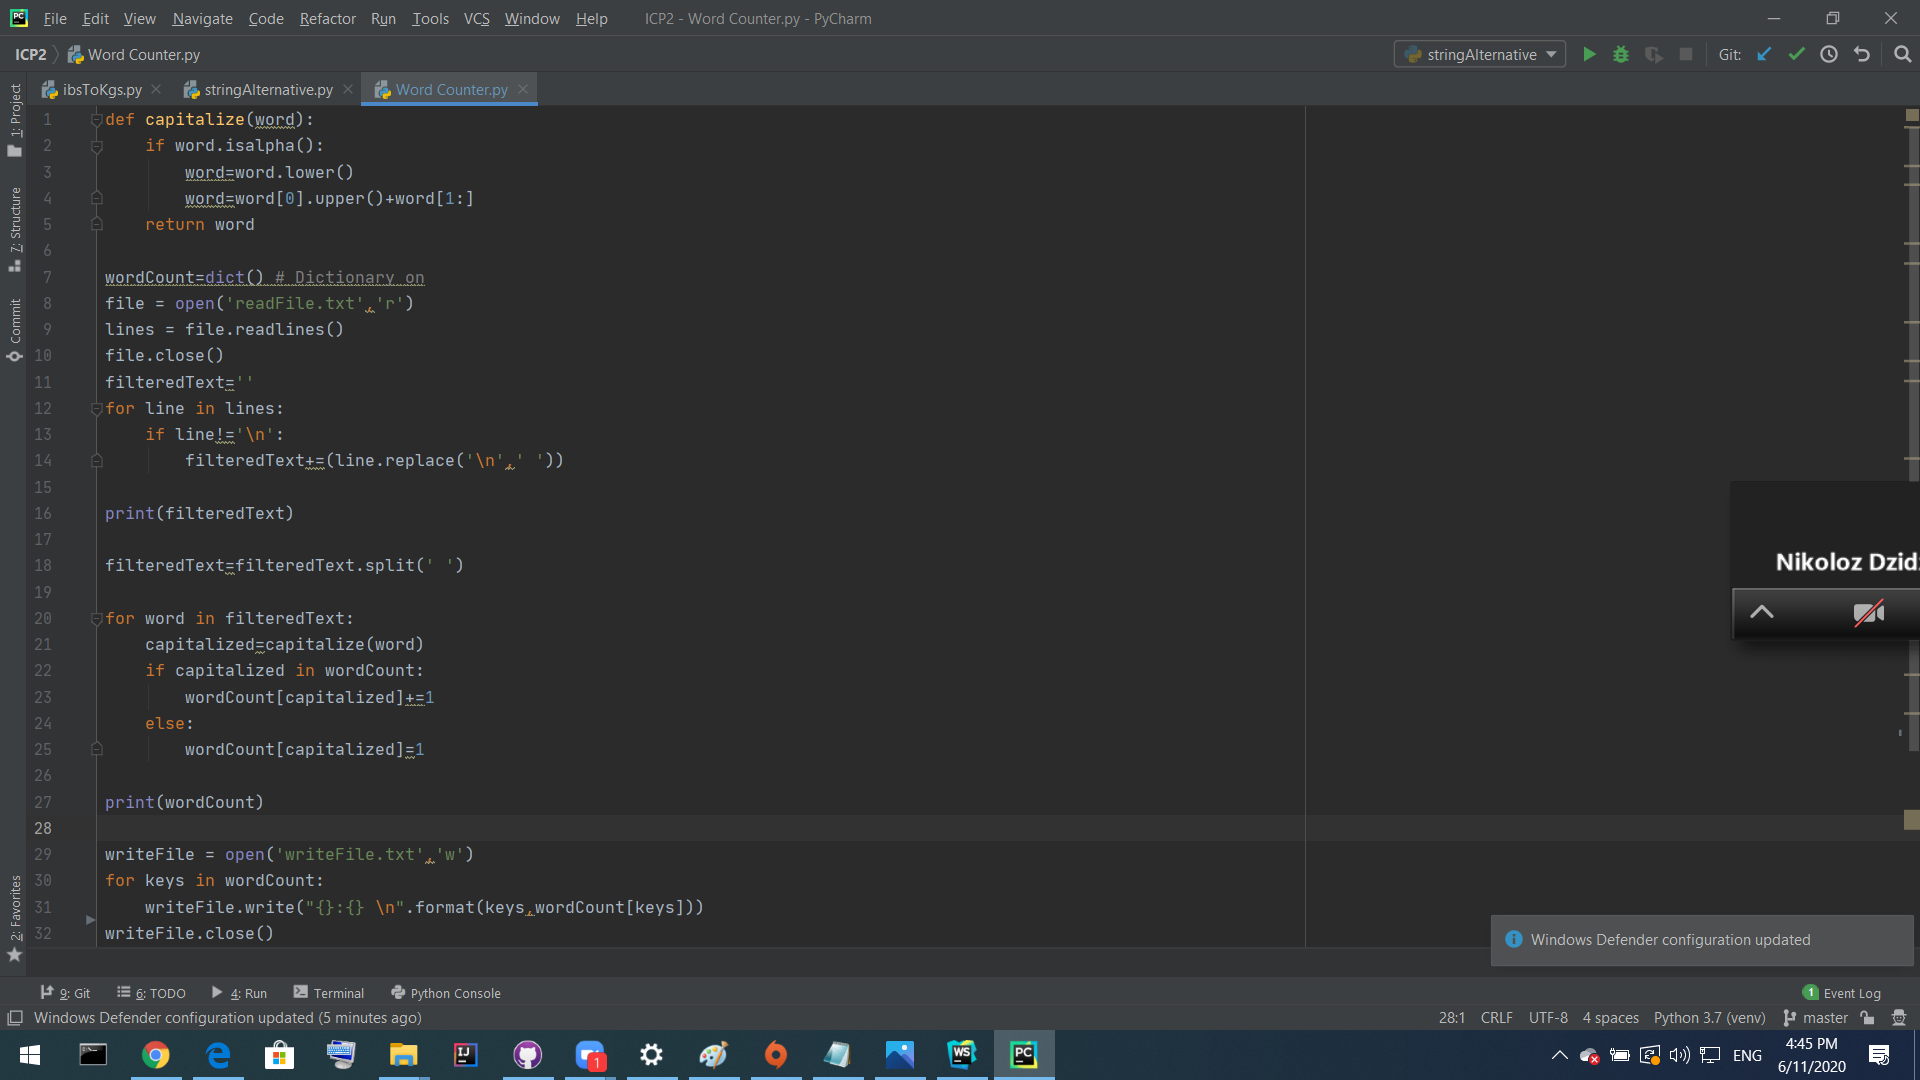 File Edit View Navigate Code Refactor Run Tools VCS Window Help ICP2 - Word Counter.py - PyCharm
ICP2 Word Counter.py stringAlternative Git:
ibsToKgs.py stringAlternative.py Word Counter.py
1: Project
7: Structure
Commit
2: Favorites
1 def capitalize(word):
2 if word.isalpha():
3 word=word.lower()
4 word=word[0].upper()+word[1:]
5 return word
6
7 wordCount=dict() # Dictionary on
8 file = open('readFile.txt','r')
9 lines = file.readlines()
10 file.close()
11 filteredText=''
12 for line in lines:
13 if line!='\n':
14 filteredText+=(line.replace('\n',' '))
15
16 print(filteredText)
17
18 filteredText=filteredText.split(' ')
19
20 for word in filteredText:
21 capitalized=capitalize(word)
22 if capitalized in wordCount:
23 wordCount[capitalized]+=1
24 else:
25 wordCount[capitalized]=1
26
27 print(wordCount)
28
29 writeFile = open('writeFile.txt','w')
30 for keys in wordCount:
31 writeFile.write("{}:{} \n".format(keys,wordCount[keys]))
32 writeFile.close()
Nikoloz Dzidz
Windows Defender configuration updated
9: Git 6: TODO 4: Run Terminal Python Console 1 Event Log
Windows Defender configuration updated (5 minutes ago) 28:1 CRLF UTF-8 4 spaces Python 3.7 (venv) master
IJ 1 WS PC ENG 4:45 PM
6/11/2020